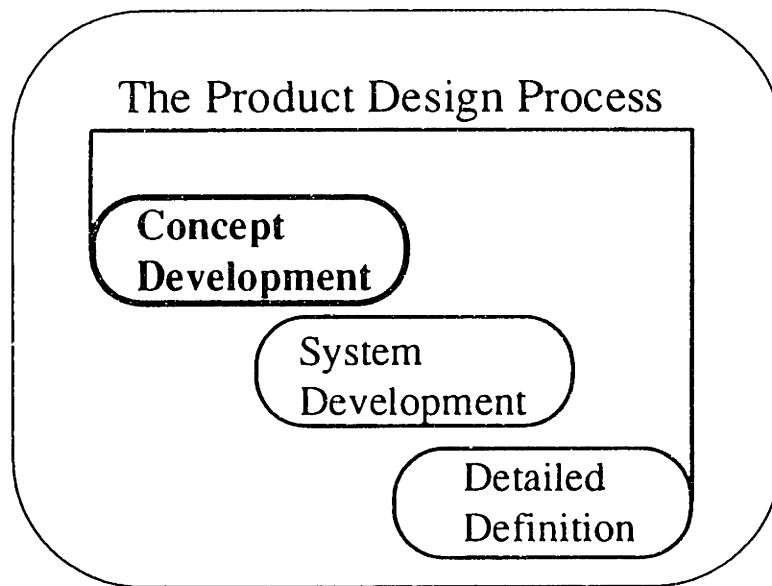 The Product Design Process
Concept
Development
System
Development
Detailed
Definition